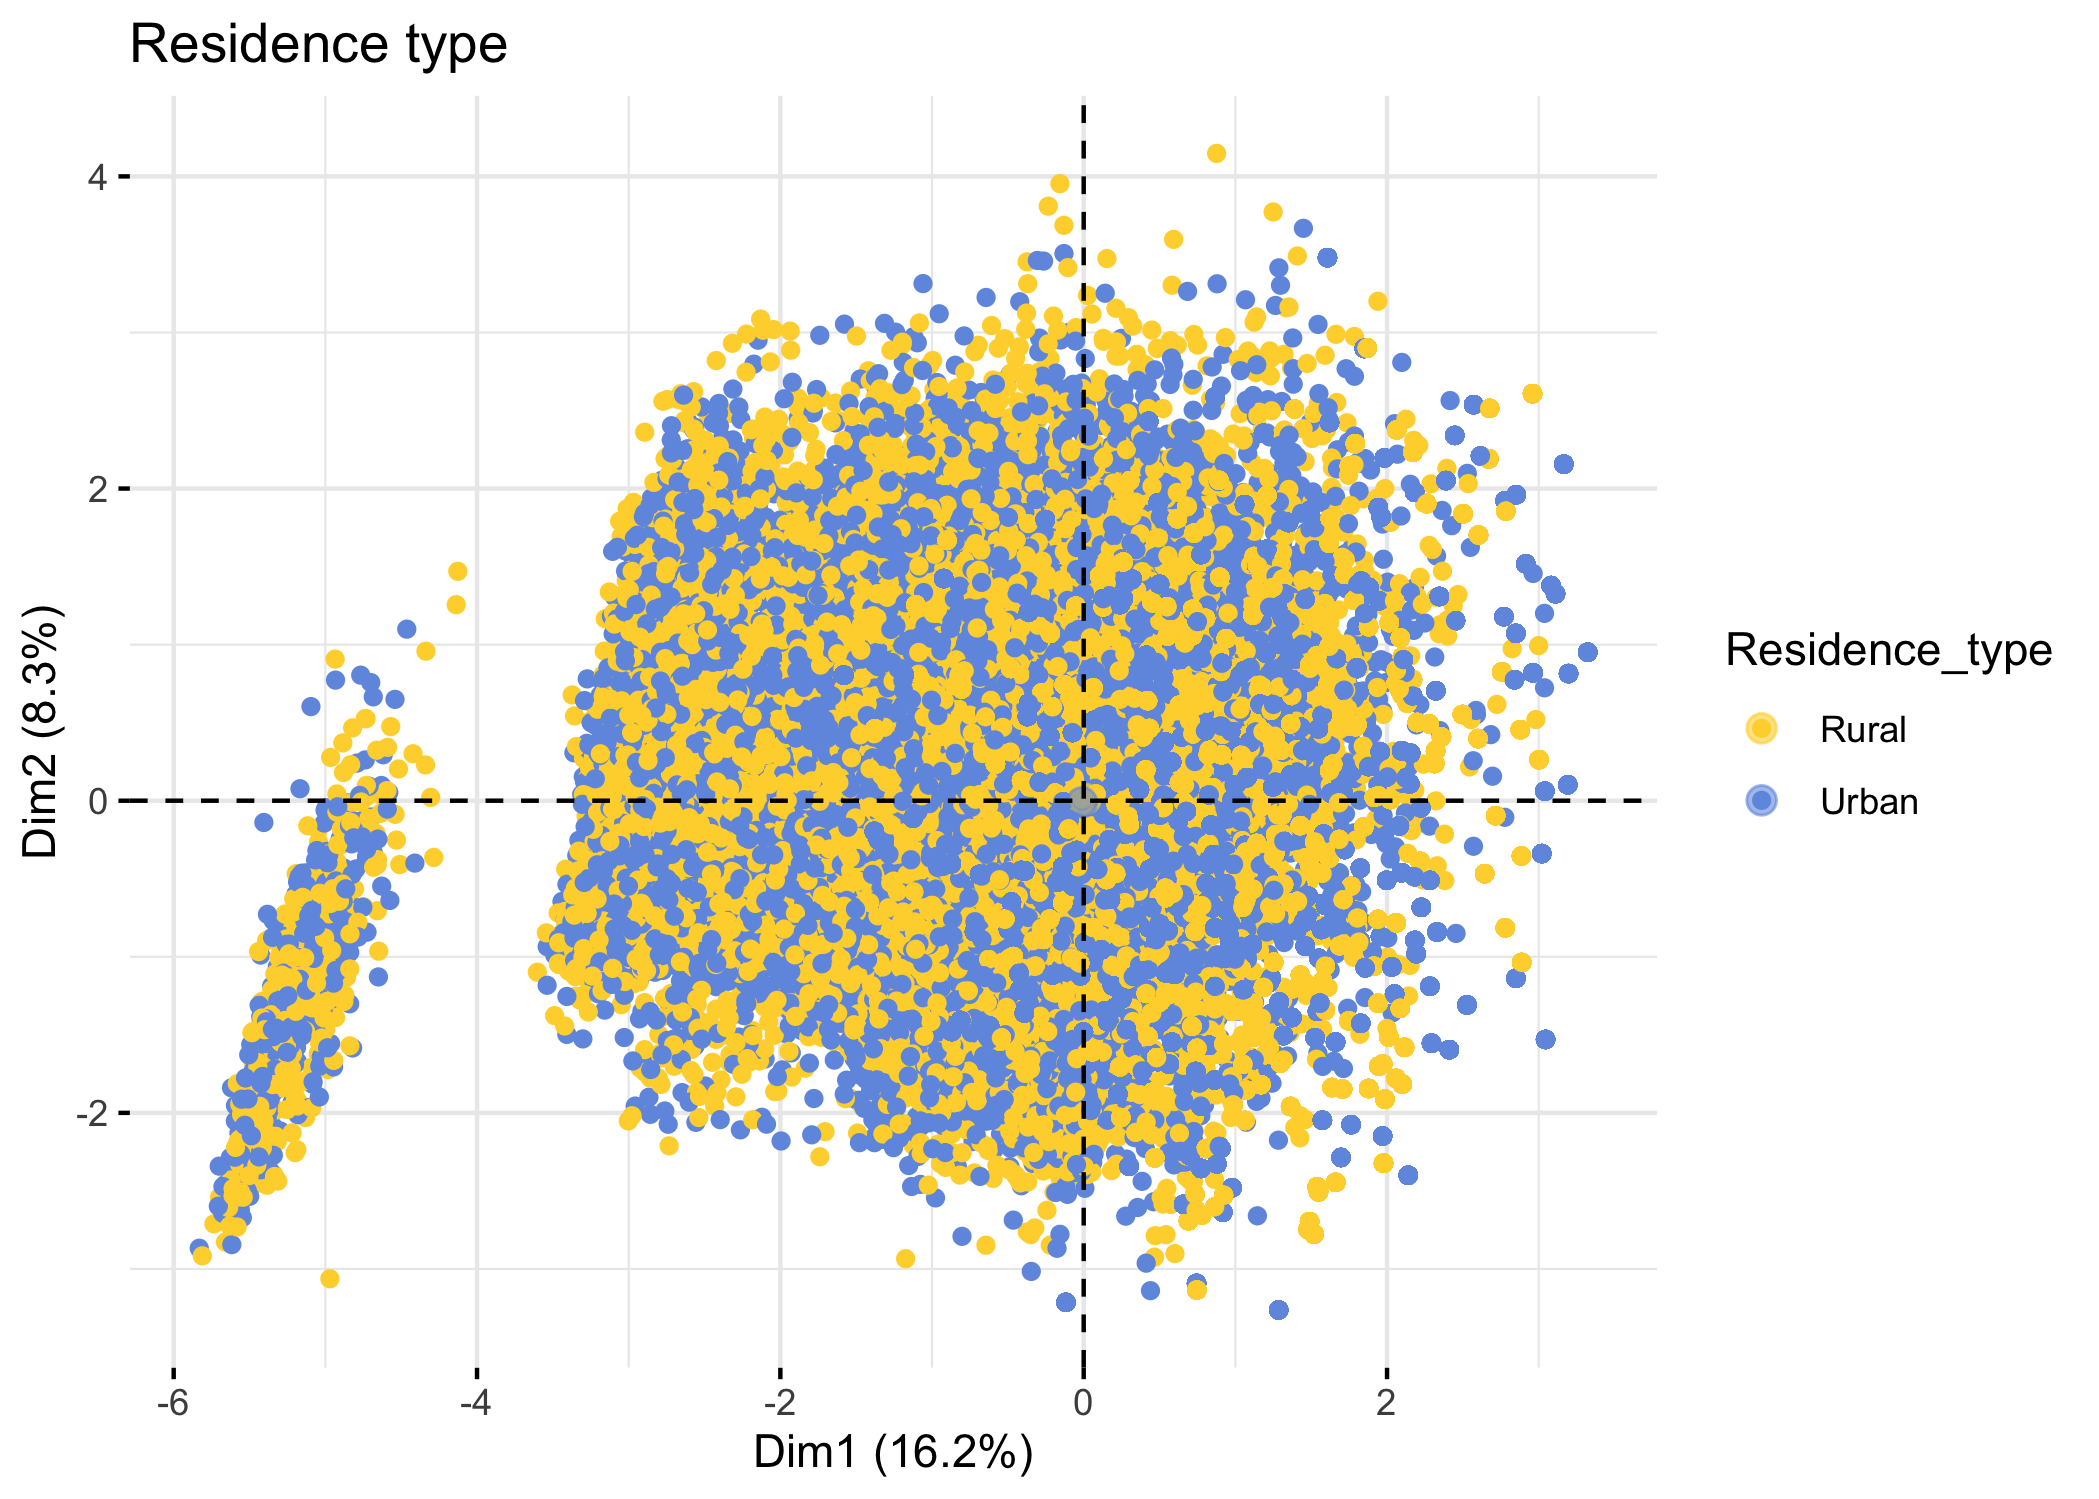 Residence type
Dim2 (8.3%)
4
2
0
-2
-6
-4
-2
0
2
Dim1 (16.2%)
Residence_type
Rural
Urban